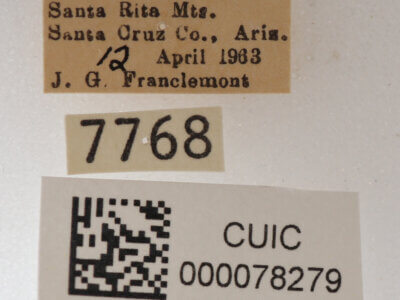 Santa Rita Mts.
Santa Cruz Co., Ariz.
12 April 1963
J. G. Franclemont
7768
CUIC
000078279